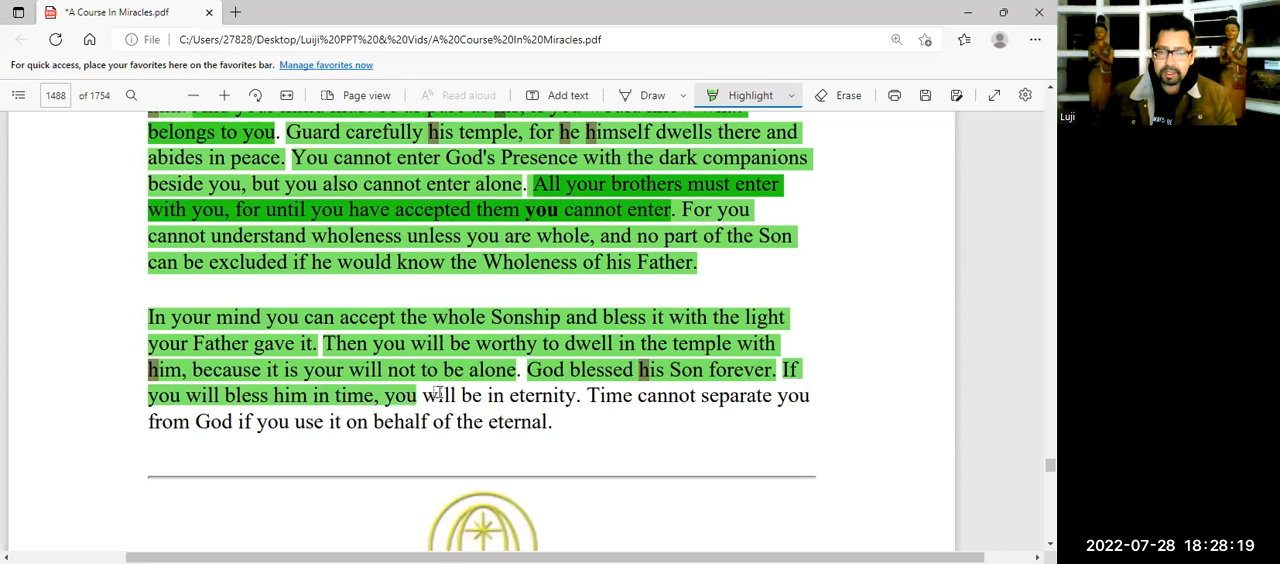 *A Course In Miracles.pdf
File
C:/Users/27828/Desktop/Luiji%20PPT%20&%20Vids/A%20Course%20In%20Miracles.pdf
For quick access, place your favorites here on the favorites bar. Manage favorites now
1488 of 1754
Page view
Read aloud
Add text
Draw
Highlight
Erase
belongs to you. Guard carefully his temple, for he himself dwells there and
abides in peace. You cannot enter God's Presence with the dark companions
beside you, but you also cannot enter alone. All your brothers must enter
with you, for until you have accepted them you cannot enter. For you
cannot understand wholeness unless you are whole, and no part of the Son
can be excluded if he would know the Wholeness of his Father.
In your mind you can accept the whole Sonship and bless it with the light
your Father gave it. Then you will be worthy to dwell in the temple with
him, because it is your will not to be alone. God blessed his Son forever. If
you will bless him in time, you will be in eternity. Time cannot separate you
from God if you use it on behalf of the eternal.
Luji
2022-07-28 18:28:19